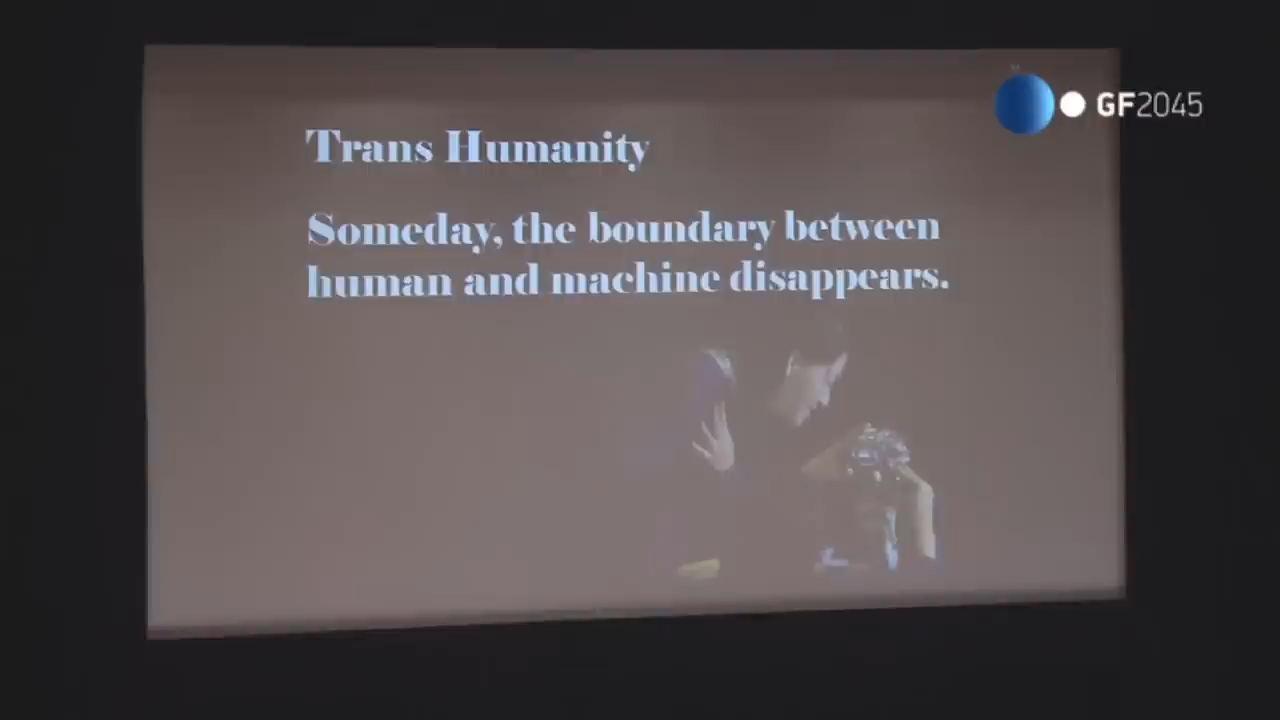 GF2045
Trans Humanity
Someday, the boundary between
human and machine disappears.